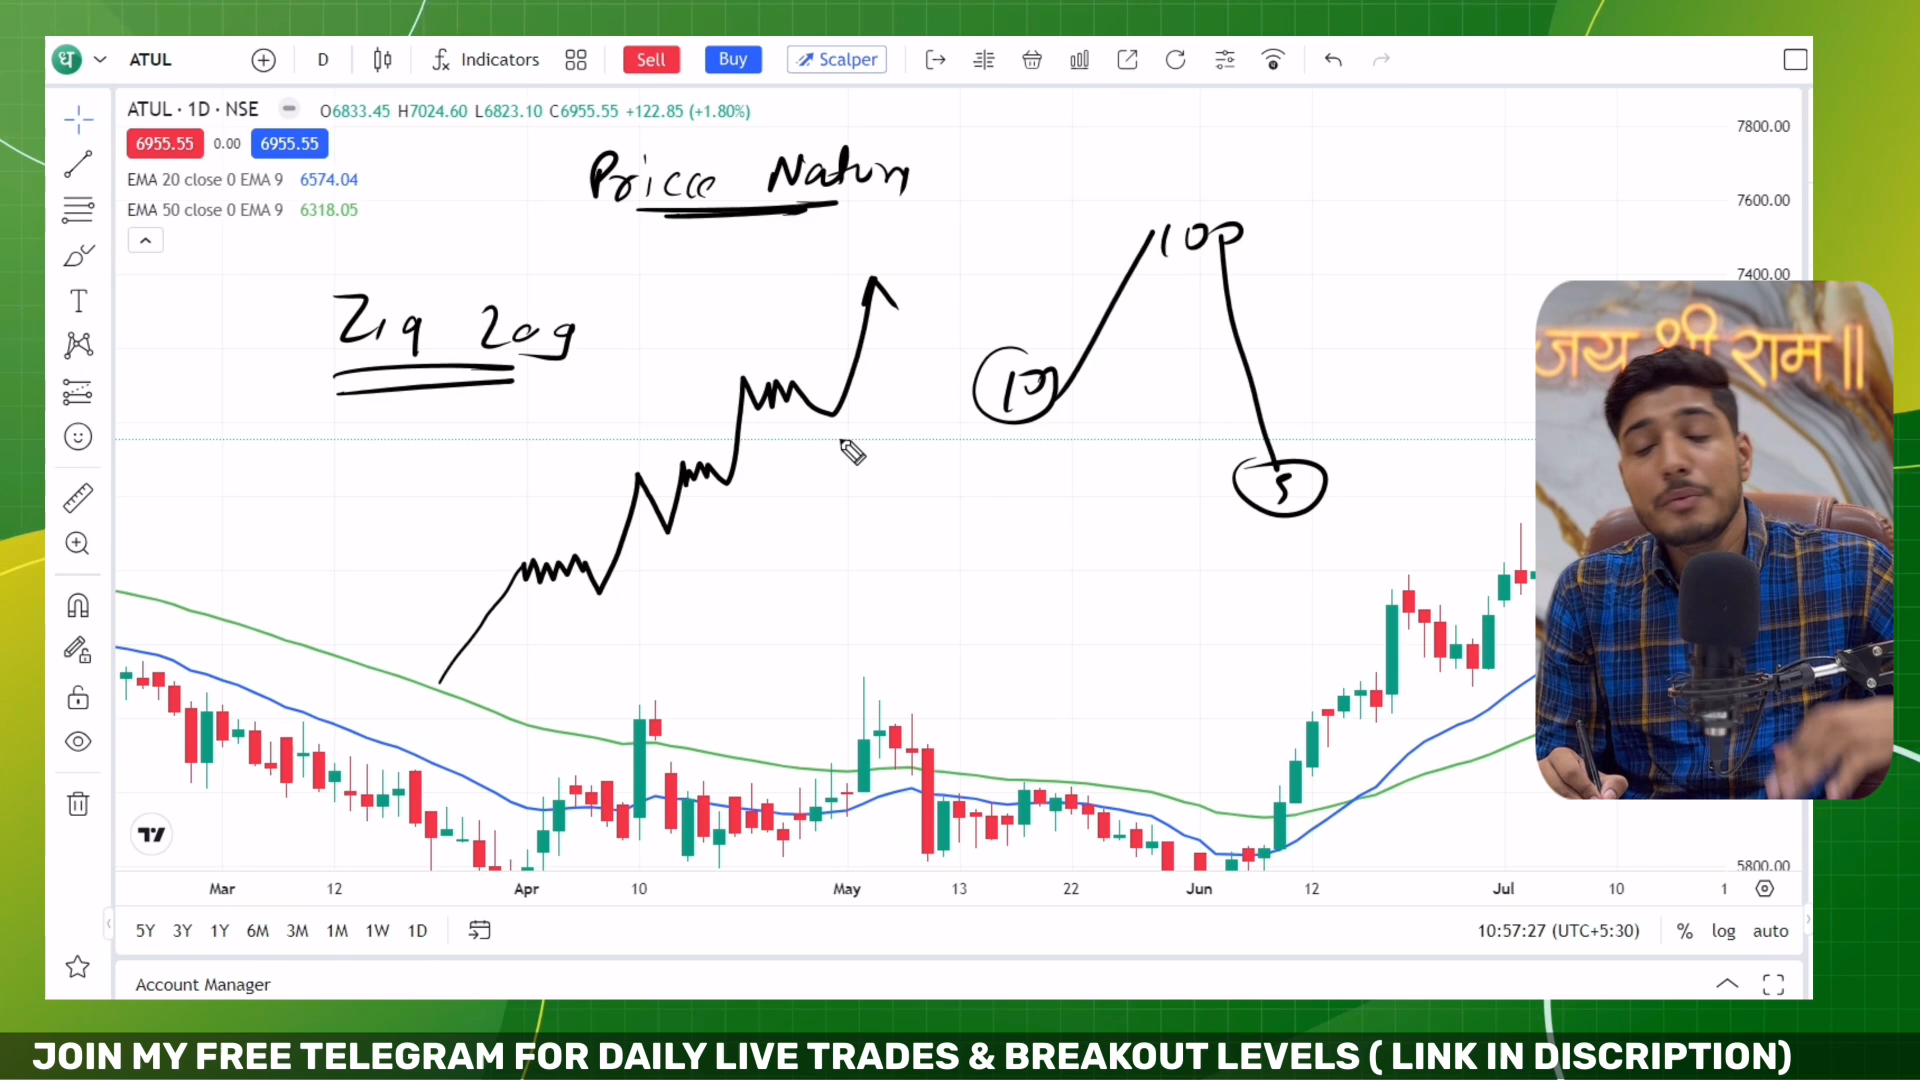 ध ATUL D Indicators Sell Buy Scalper
ATUL · 1D · NSE O6833.45 H7024.60 L6823.10 C6955.55 +122.85 (+1.80%)
6955.55 0.00 6955.55
EMA 20 close 0 EMA 9 6574.04
EMA 50 close 0 EMA 9 6318.05
7800.00
7600.00
7400.00
5800.00
Zig Zag
10
5
जय श्री राम॥
Mar 12 Apr 10 May 13 22 Jun 12 Jul 10 1
5Y 3Y 1Y 6M 3M 1M 1W 1D
10:57:27 (UTC+5:30) % log auto
Account Manager
JOIN MY FREE TELEGRAM FOR DAILY LIVE TRADES & BREAKOUT LEVELS ( LINK IN DISCRIPTION)